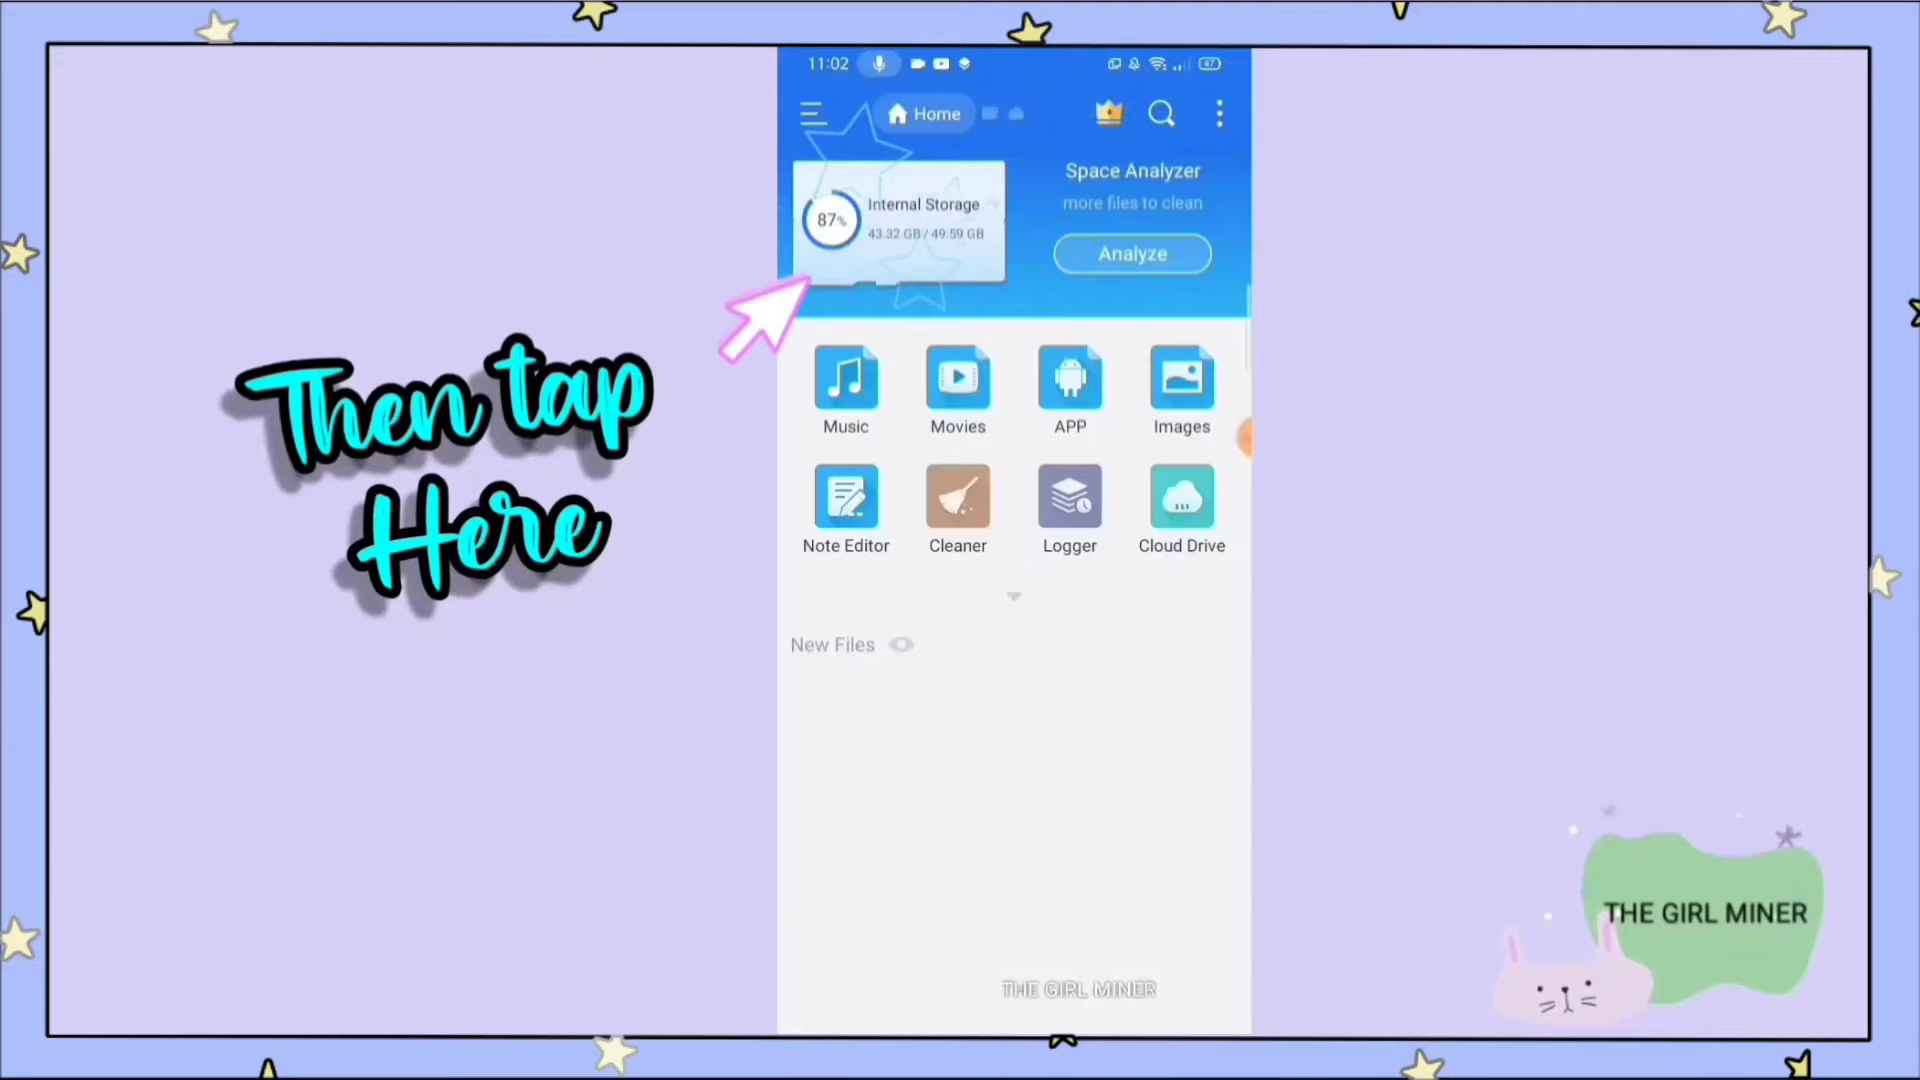 11:02
47
Home
Space Analyzer
more files to clean
Analyze
87%
Internal Storage
43.32 GB / 49.59 GB
Then tap
Here
Music
Movies
APP
Images
Note Editor
Cleaner
Logger
Cloud Drive
New Files
THE GIRL MINER
THE GIRL MINER